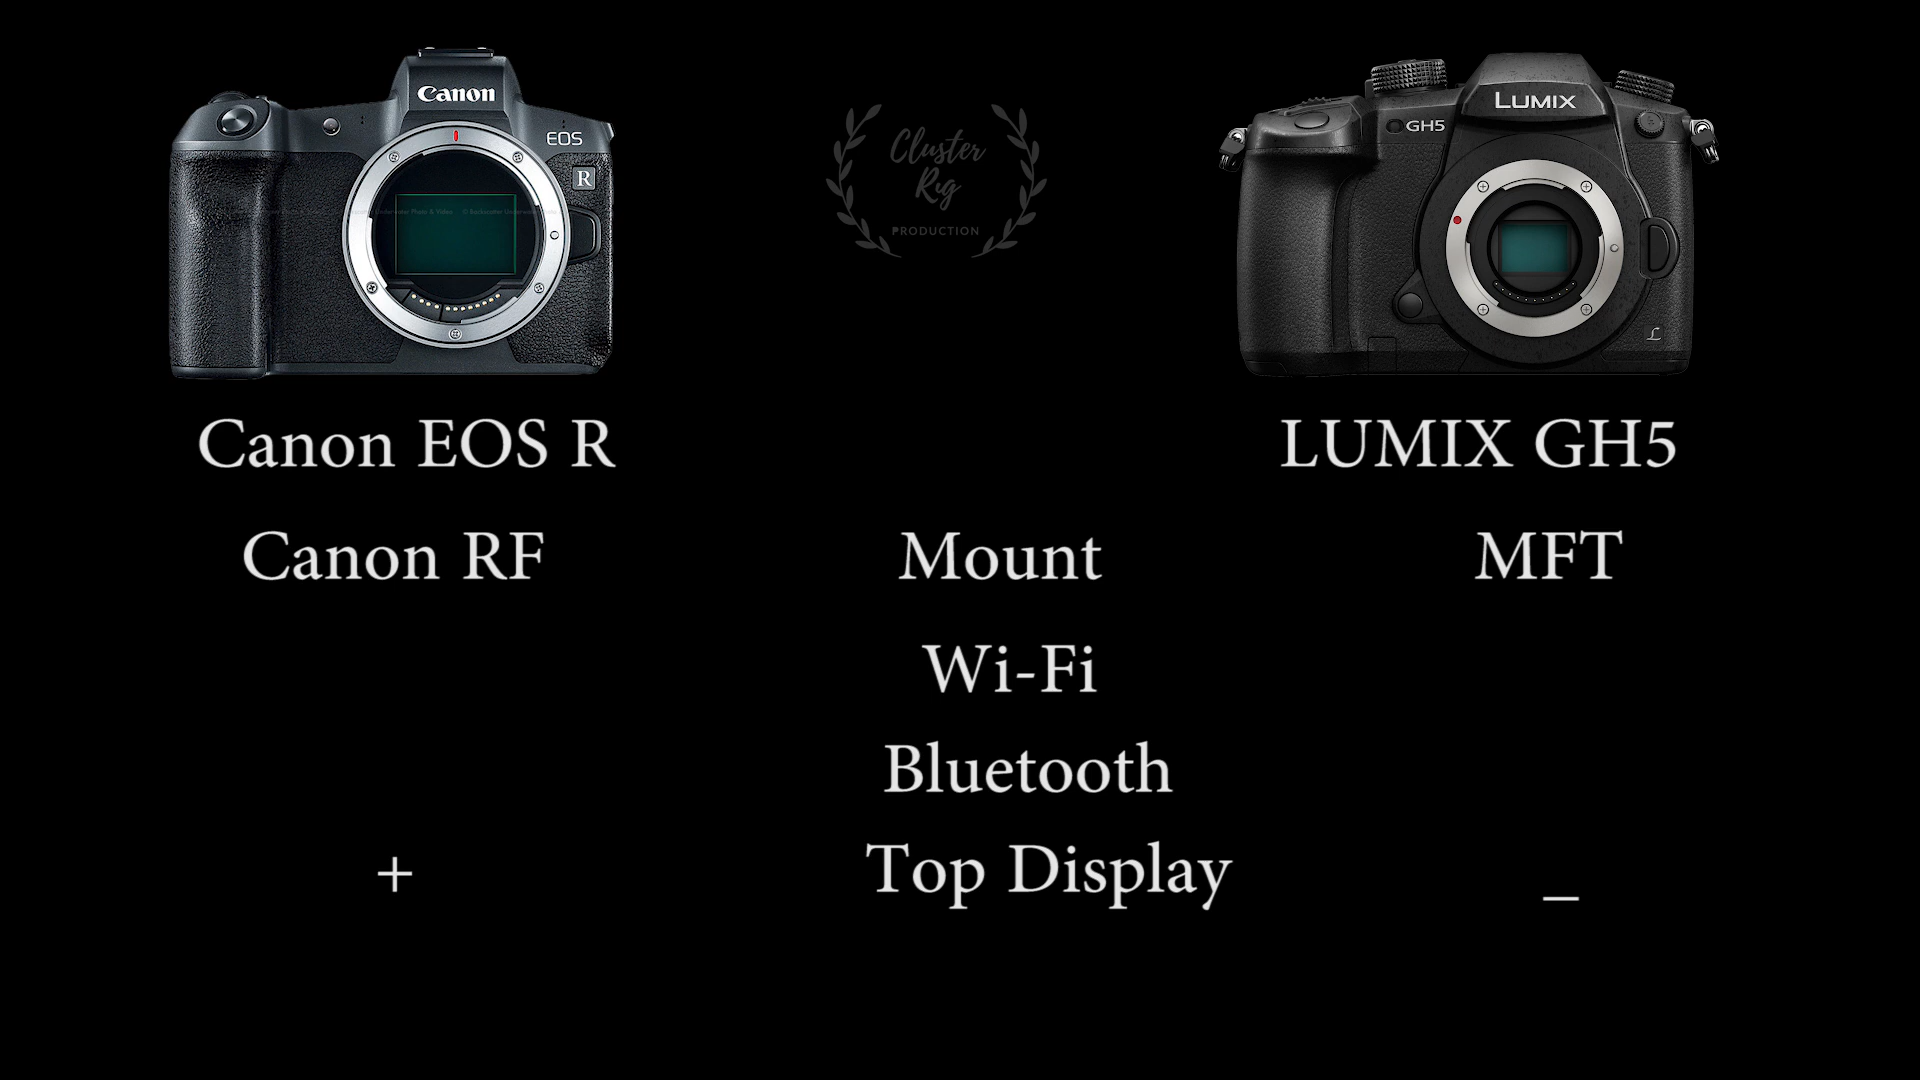 Canon
EOS
R
LUMIX
GH5
Cluster
Rig
PRODUCTION
Canon EOS R
LUMIX GH5
Canon RF
Mount
MFT
Wi-Fi
Bluetooth
+
Top Display
_